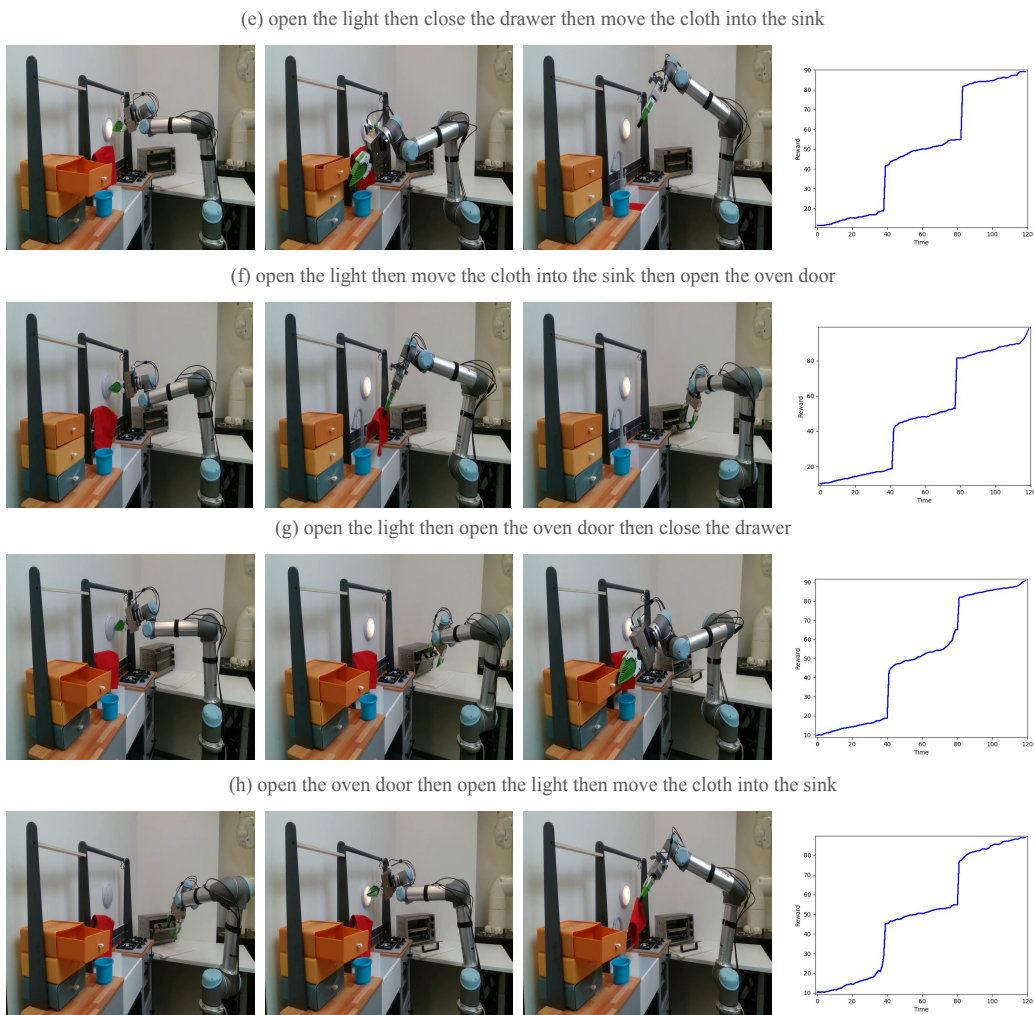 (e) open the light then close the drawer then move the cloth into the sink
90
80
70
60
50
40
30
20
Reward
0 20 40 60 80 100 120
Time
(f) open the light then move the cloth into the sink then open the oven door
80
60
40
20
Reward
0 20 40 60 80 100 120
Time
(g) open the light then open the oven door then close the drawer
90
80
70
60
50
40
30
20
10
Reward
0 20 40 60 80 100 120
Time
(h) open the oven door then open the light then move the cloth into the sink
90
80
70
60
50
40
30
20
10
Reward
0 20 40 60 80 100 120
Time